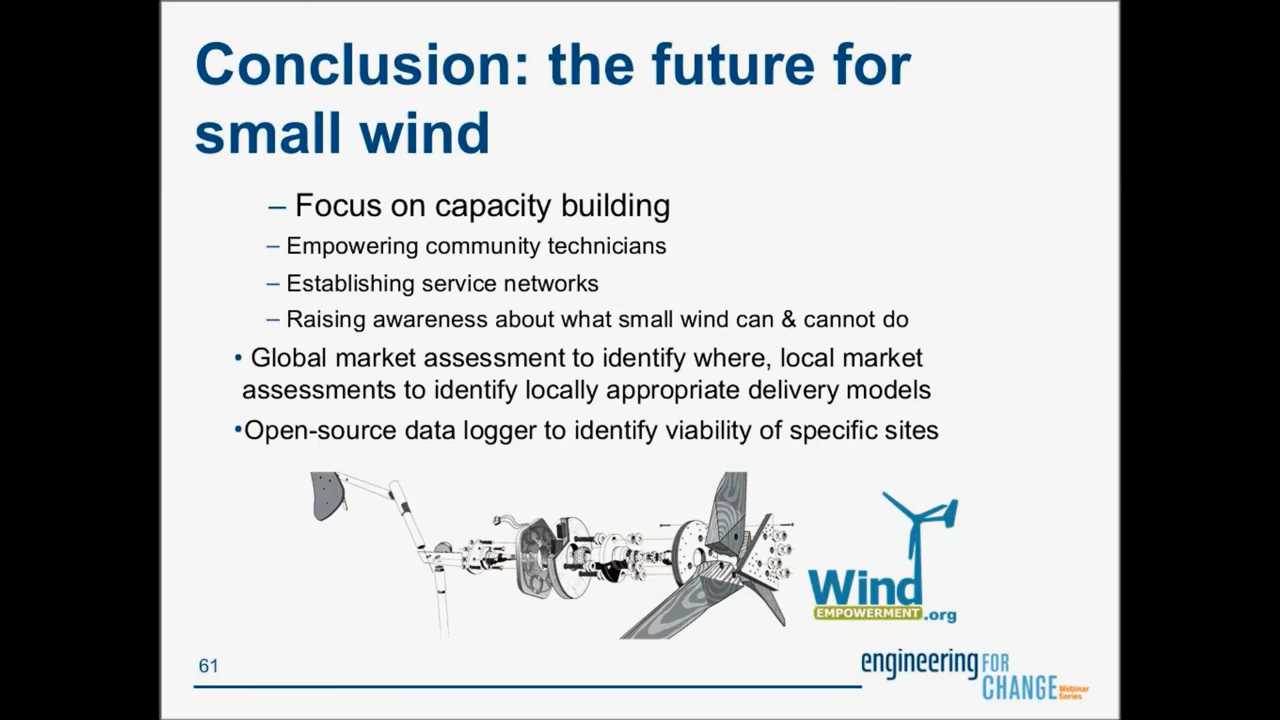 Conclusion: the future for
small wind
– Focus on capacity building
– Empowering community technicians
– Establishing service networks
– Raising awareness about what small wind can & cannot do
• Global market assessment to identify where, local market
assessments to identify locally appropriate delivery models
•Open-source data logger to identify viability of specific sites
Wind
EMPOWERMENT.org
61
engineering FOR
CHANGE Webinar
Series